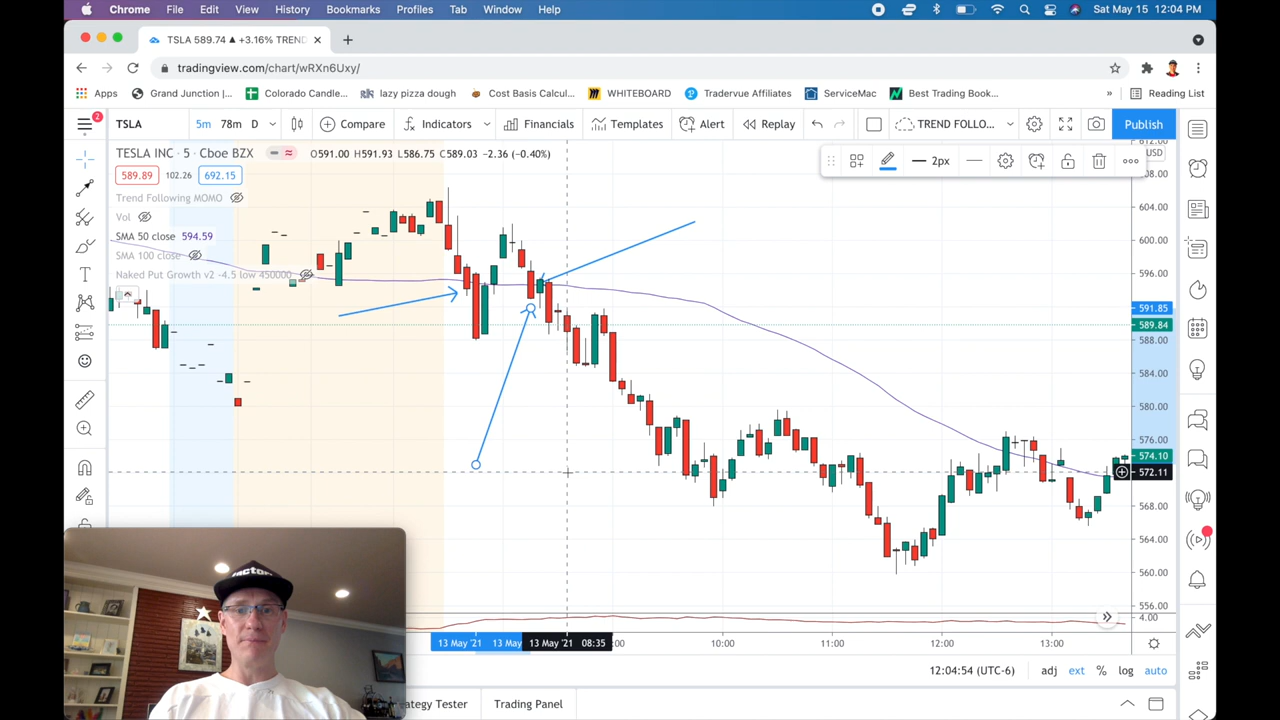 Chrome File Edit View History Bookmarks Profiles Tab Window Help Sat May 15 12:04 PM
TSLA 589.74 ▲ +3.16% TREND
tradingview.com/chart/wRXn6Uxy/
Apps Grand Junction |... Colorado Candle... lazy pizza dough Cost Basis Calcul... WHITEBOARD Tradervue Affiliates ServiceMac Best Trading Book... » Reading List
2 TSLA 5m 78m D Compare Indicators Financials Templates Alert Replay TREND FOLLO... Publish
TESLA INC · 5 · Cboe BZX O591.00 H591.93 L586.75 C589.03 −2.36 (−0.40%)
2px
USD
612.00
608.00
589.89 102.26 692.15
Trend Following MOMO
604.00
Vol
SMA 50 close 594.59
600.00
SMA 100 close
Naked Put Growth v2 -4.5 low 450000
596.00
591.85
589.84
588.00
584.00
580.00
576.00
574.10
572.11
568.00
564.00
560.00
556.00
4.00
13 May '21 13 May 13 May '21 08:35 :00 10:00 11:00 12:00 13:00
12:04:54 (UTC-6) adj ext % log auto
ategy Tester Trading Panel